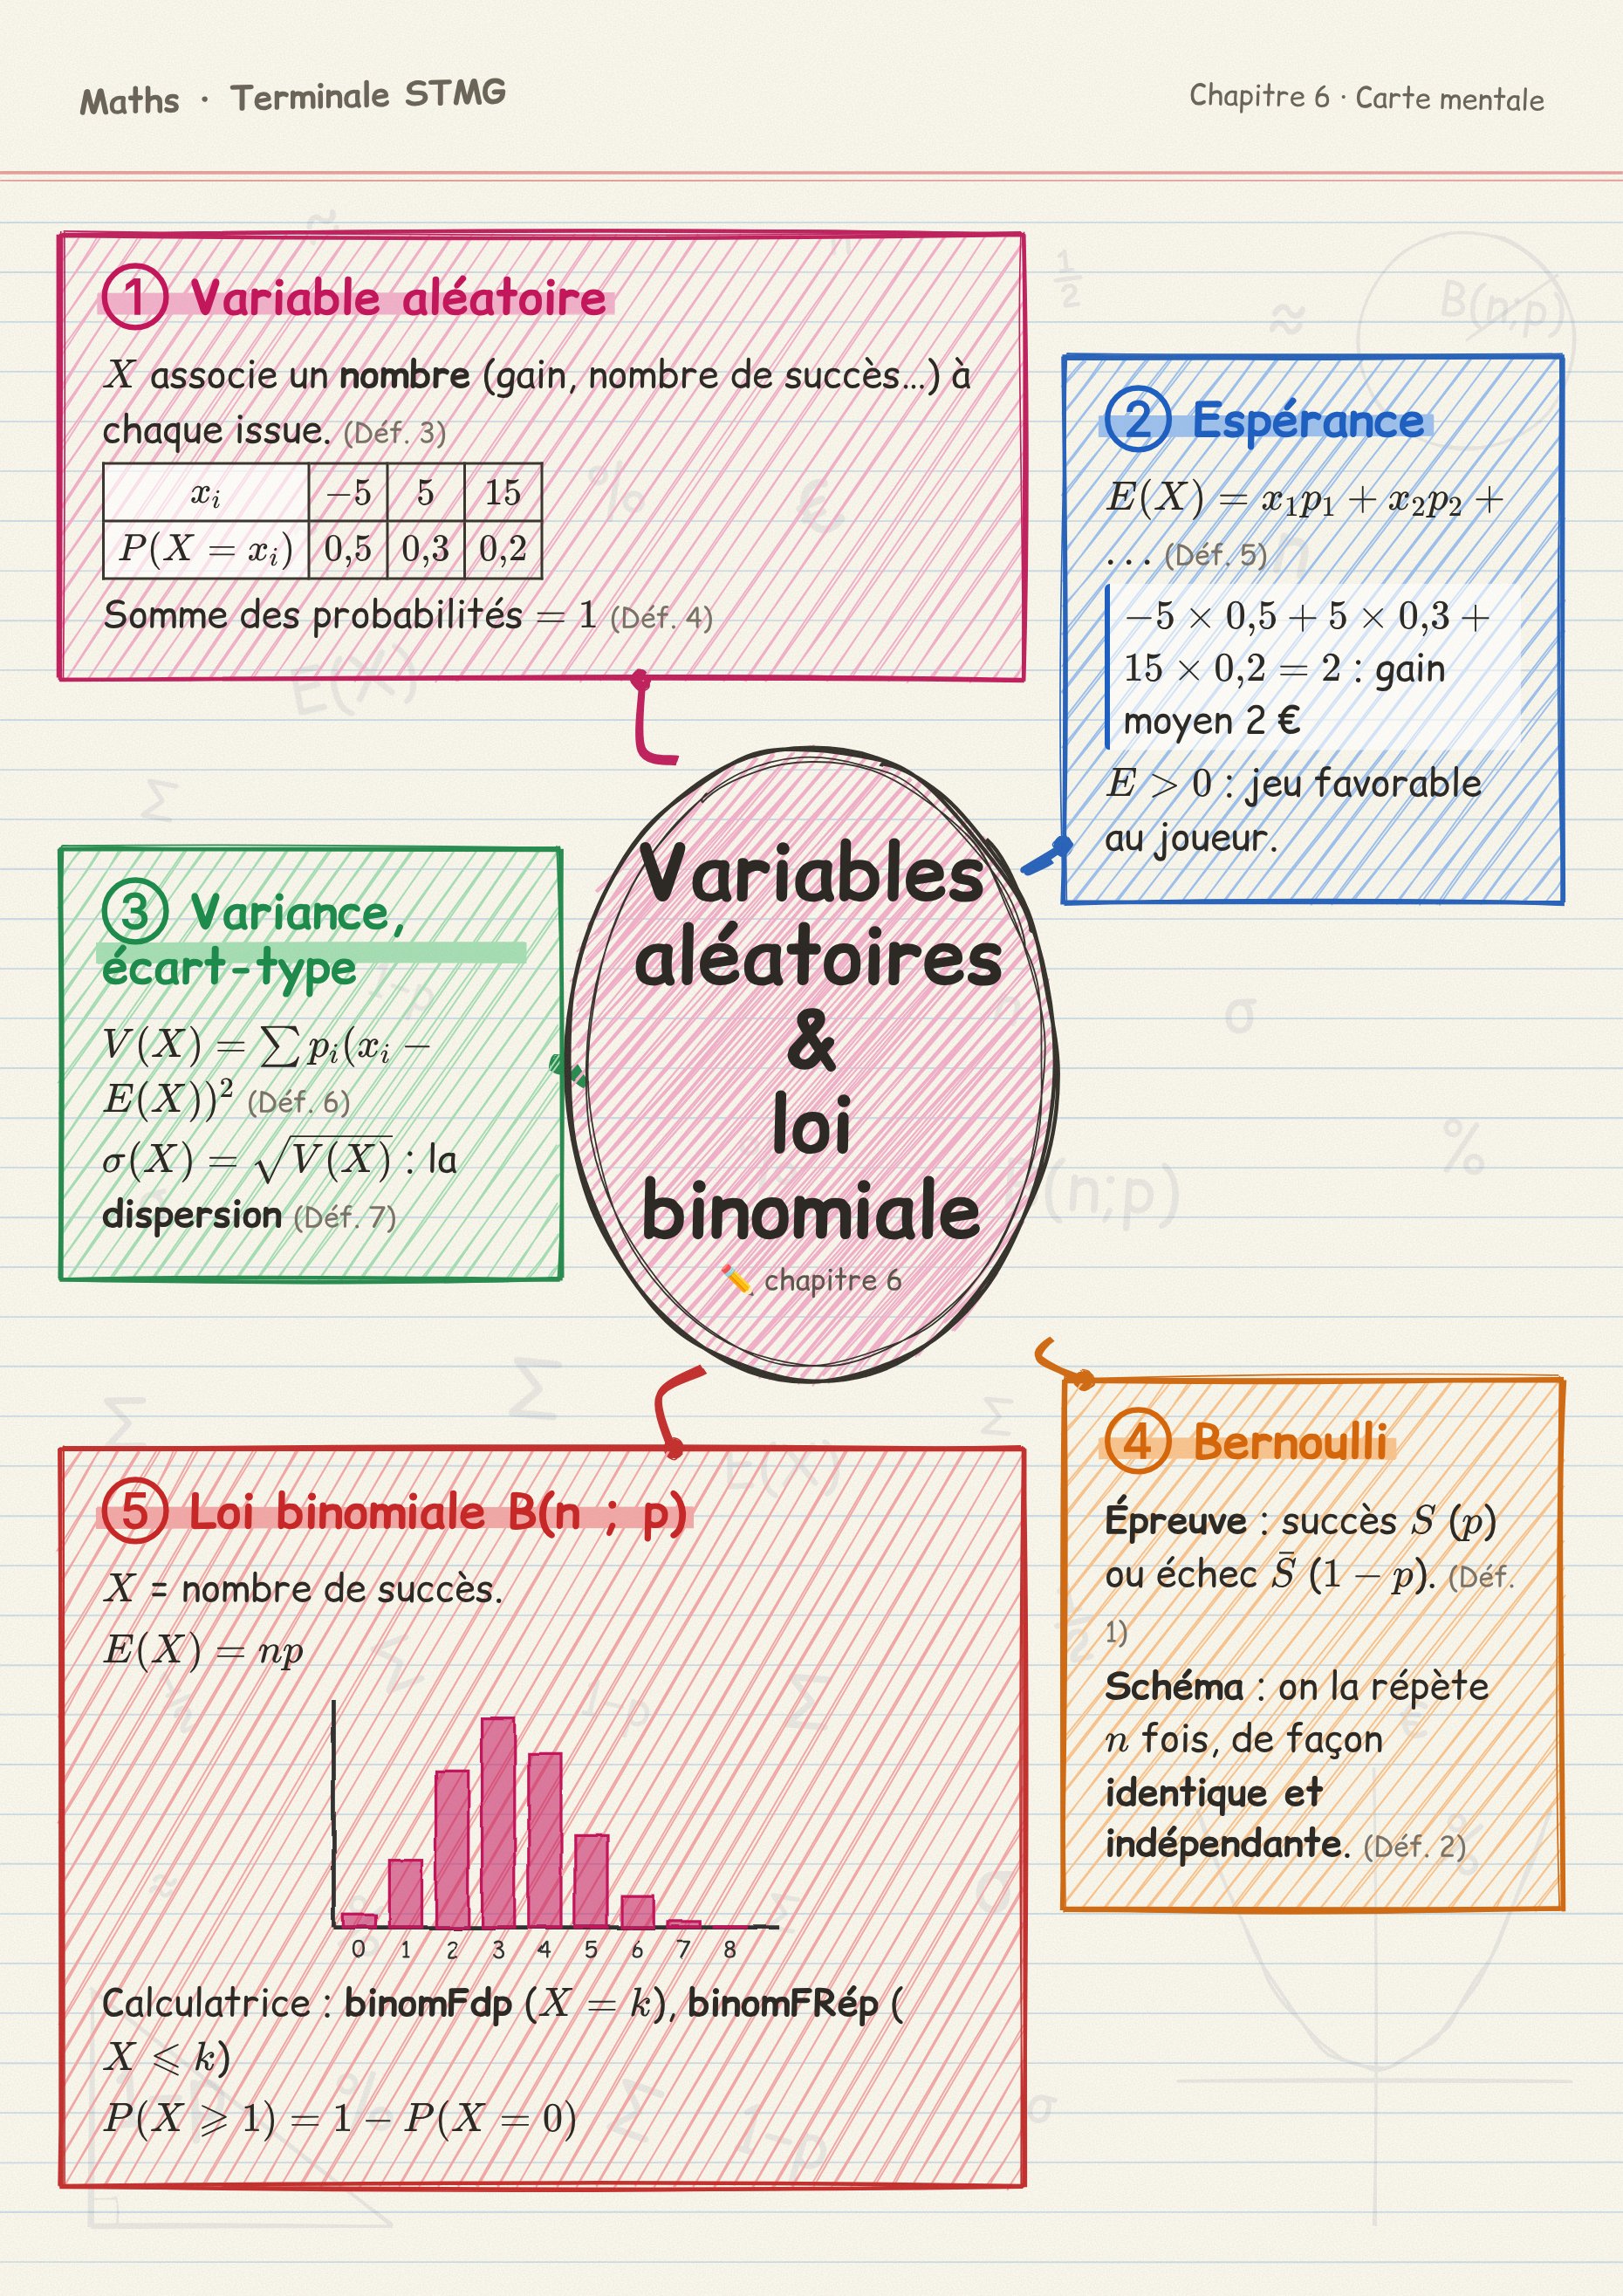 Maths · Terminale STMG
Chapitre 6 · Carte mentale
① Variable aléatoire
X associe un nombre (gain, nombre de succès...) à
chaque issue. (Déf. 3)
xᵢ −5 5 15
P(X = xᵢ) 0,5 0,3 0,2
Somme des probabilités = 1 (Déf. 4)
② Espérance
E(X) = x₁p₁ + x₂p₂ +
... (Déf. 5)
−5 × 0,5 + 5 × 0,3 +
15 × 0,2 = 2 : gain
moyen 2 €
E > 0 : jeu favorable
au joueur.
③ Variance,
écart-type
V(X) = ∑ pᵢ(xᵢ −
E(X))² (Déf. 6)
σ(X) = √V(X) : la
dispersion (Déf. 7)
Variables
aléatoires
&
loi
binomiale
✏️ chapitre 6
④ Bernoulli
Épreuve : succès S (p)
ou échec S̄ (1 − p). (Déf.
1)
Schéma : on la répète
n fois, de façon
identique et
indépendante. (Déf. 2)
⑤ Loi binomiale B(n ; p)
X = nombre de succès.
E(X) = np
0 1 2 3 4 5 6 7 8
Calculatrice : binomFdp (X = k), binomFRép (
X ⩽ k)
P(X ⩾ 1) = 1 − P(X = 0)